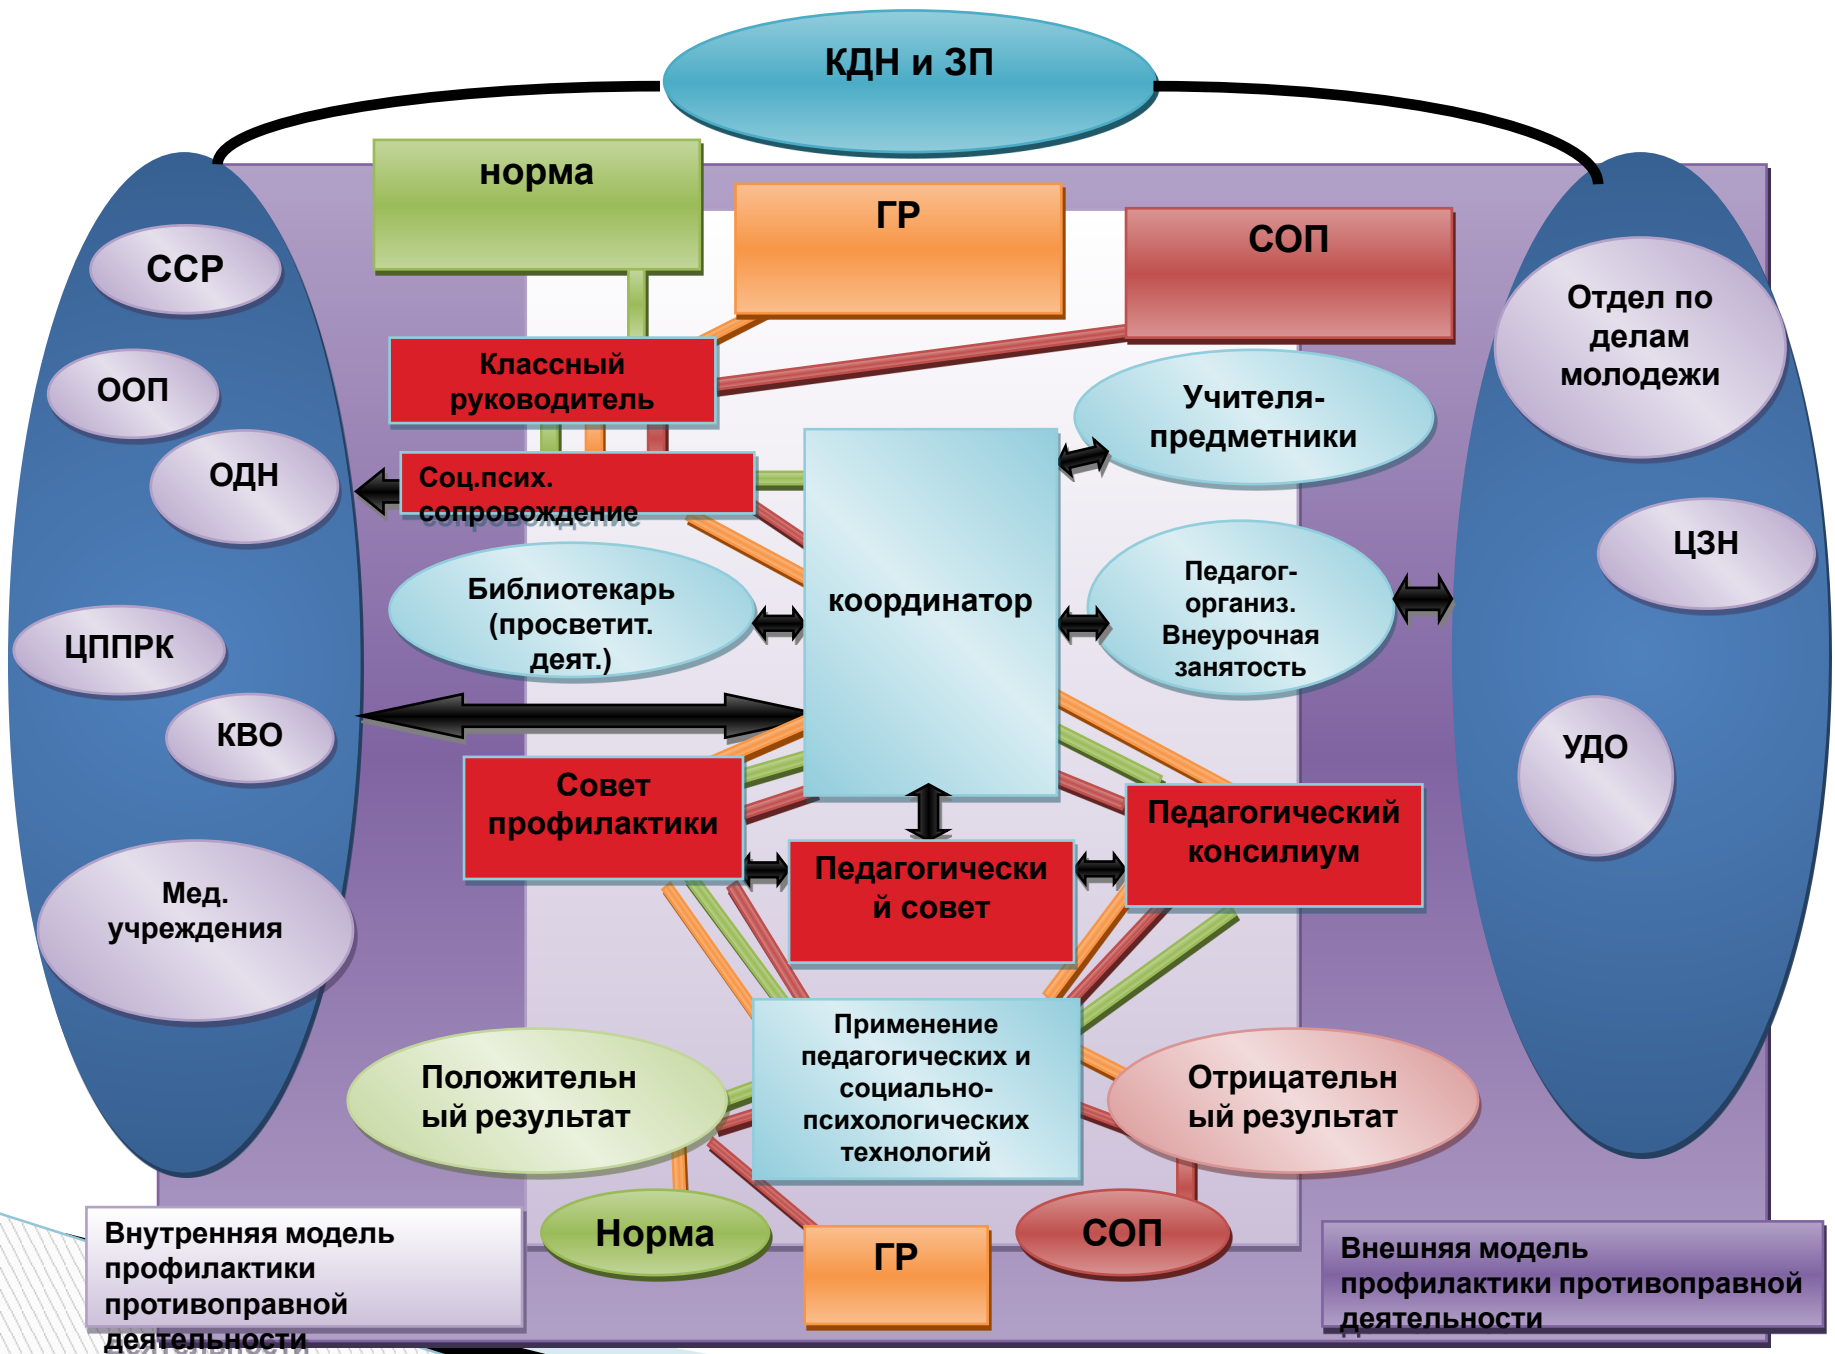 КДН и ЗП
норма
ГР
СОП
ССР
ООП
ОДН
ЦППРК
КВО
Мед.
учреждения
Классный
руководитель
Соц.псих.
сопровождение
Библиотекарь
(просветит.
деят.)
координатор
Учителя-
предметники
Педагог-
организ.
Внеурочная
занятость
Отдел по
делам
молодежи
ЦЗН
УДО
Совет
профилактики
Педагогически
й совет
Педагогический
консилиум
Применение
педагогических и
социально-
психологических
технологий
Положительн
ый результат
Отрицательн
ый результат
Норма
ГР
СОП
Внутренняя модель
профилактики
противоправной
деятельности
Внешняя модель
профилактики противоправной
деятельности